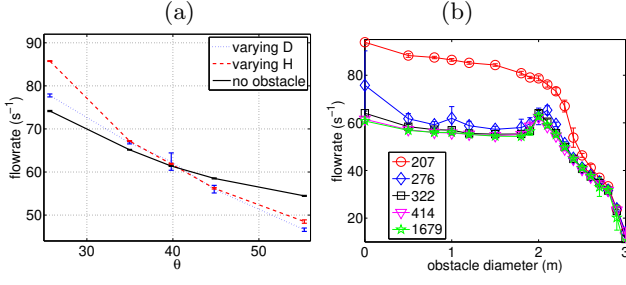 (a)
90
80
70
60
50
flowrate (s⁻¹)
30
40
50
θ
varying D
varying H
no obstacle
(b)
80
60
40
20
flowrate (s⁻¹)
0
1
2
3
obstacle diameter (m)
207
276
322
414
1679